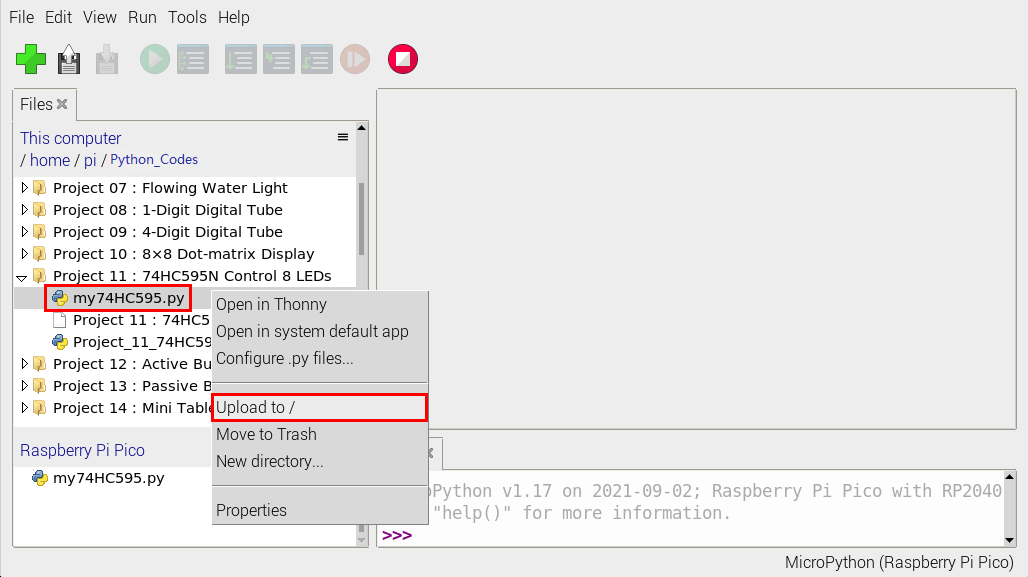 File Edit View Run Tools Help
Files
This computer
/ home / pi / Python_Codes
Project 07 : Flowing Water Light
Project 08 : 1-Digit Digital Tube
Project 09 : 4-Digit Digital Tube
Project 10 : 8×8 Dot-matrix Display
Project 11 : 74HC595N Control 8 LEDs
my74HC595.py
Project 11 : 74HC5
Project_11_74HC59
Project 12 : Active Bu
Project 13 : Passive B
Project 14 : Mini Table
Open in Thonny
Open in system default app
Configure .py files...
Upload to /
Move to Trash
New directory...
Properties
Raspberry Pi Pico
my74HC595.py
oPython v1.17 on 2021-09-02; Raspberry Pi Pico with RP2040
"help()" for more information.
>>>
MicroPython (Raspberry Pi Pico)